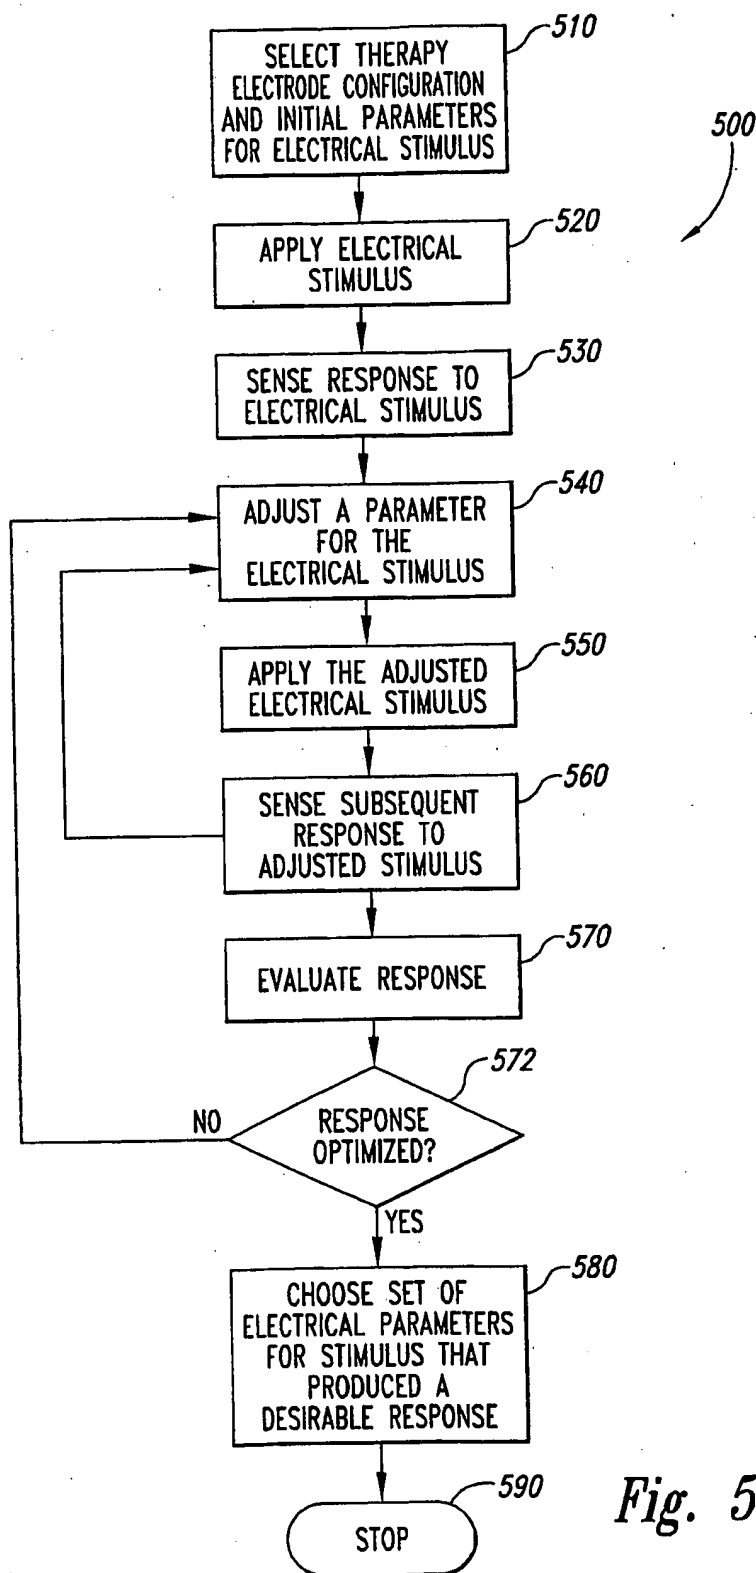 510
SELECT THERAPY
ELECTRODE CONFIGURATION
AND INITIAL PARAMETERS
FOR ELECTRICAL STIMULUS
500
520
APPLY ELECTRICAL
STIMULUS
530
SENSE RESPONSE TO
ELECTRICAL STIMULUS
540
ADJUST A PARAMETER
FOR THE
ELECTRICAL STIMULUS
550
APPLY THE ADJUSTED
ELECTRICAL STIMULUS
560
SENSE SUBSEQUENT
RESPONSE TO
ADJUSTED STIMULUS
570
EVALUATE RESPONSE
572
NO
RESPONSE
OPTIMIZED?
YES
580
CHOOSE SET OF
ELECTRICAL PARAMETERS
FOR STIMULUS THAT
PRODUCED A
DESIRABLE RESPONSE
590
STOP
Fig. 5